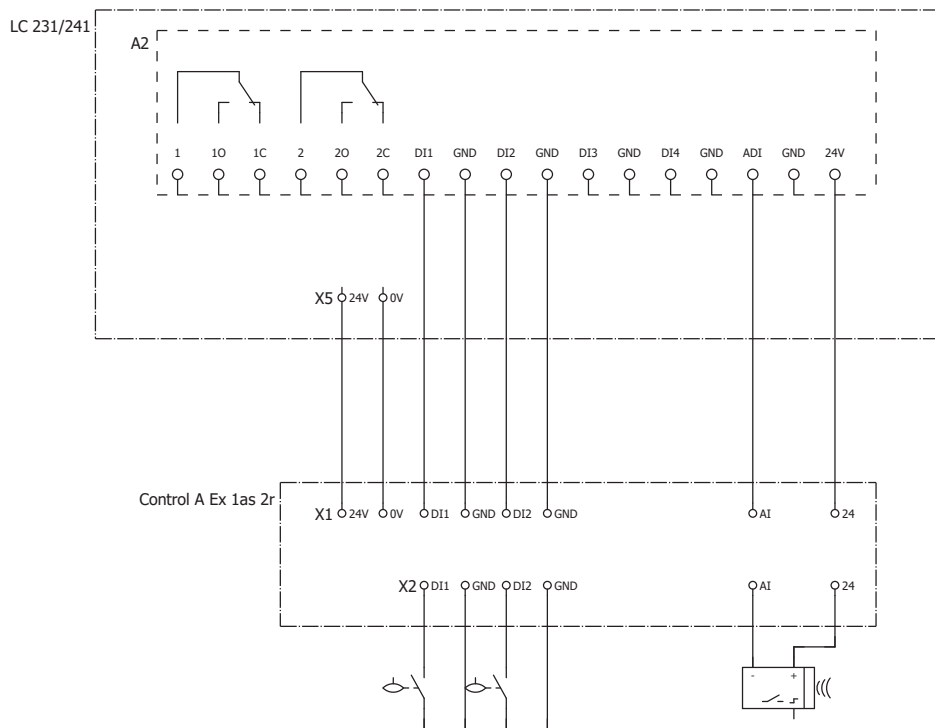 LC 231/241
A2
1 1O 1C 2 2O 2C DI1 GND DI2 GND DI3 GND DI4 GND ADI GND 24V
X5 24V 0V
Control A Ex 1as 2r
X1 24V 0V DI1 GND DI2 GND AI 24
X2 DI1 GND DI2 GND AI 24
- +